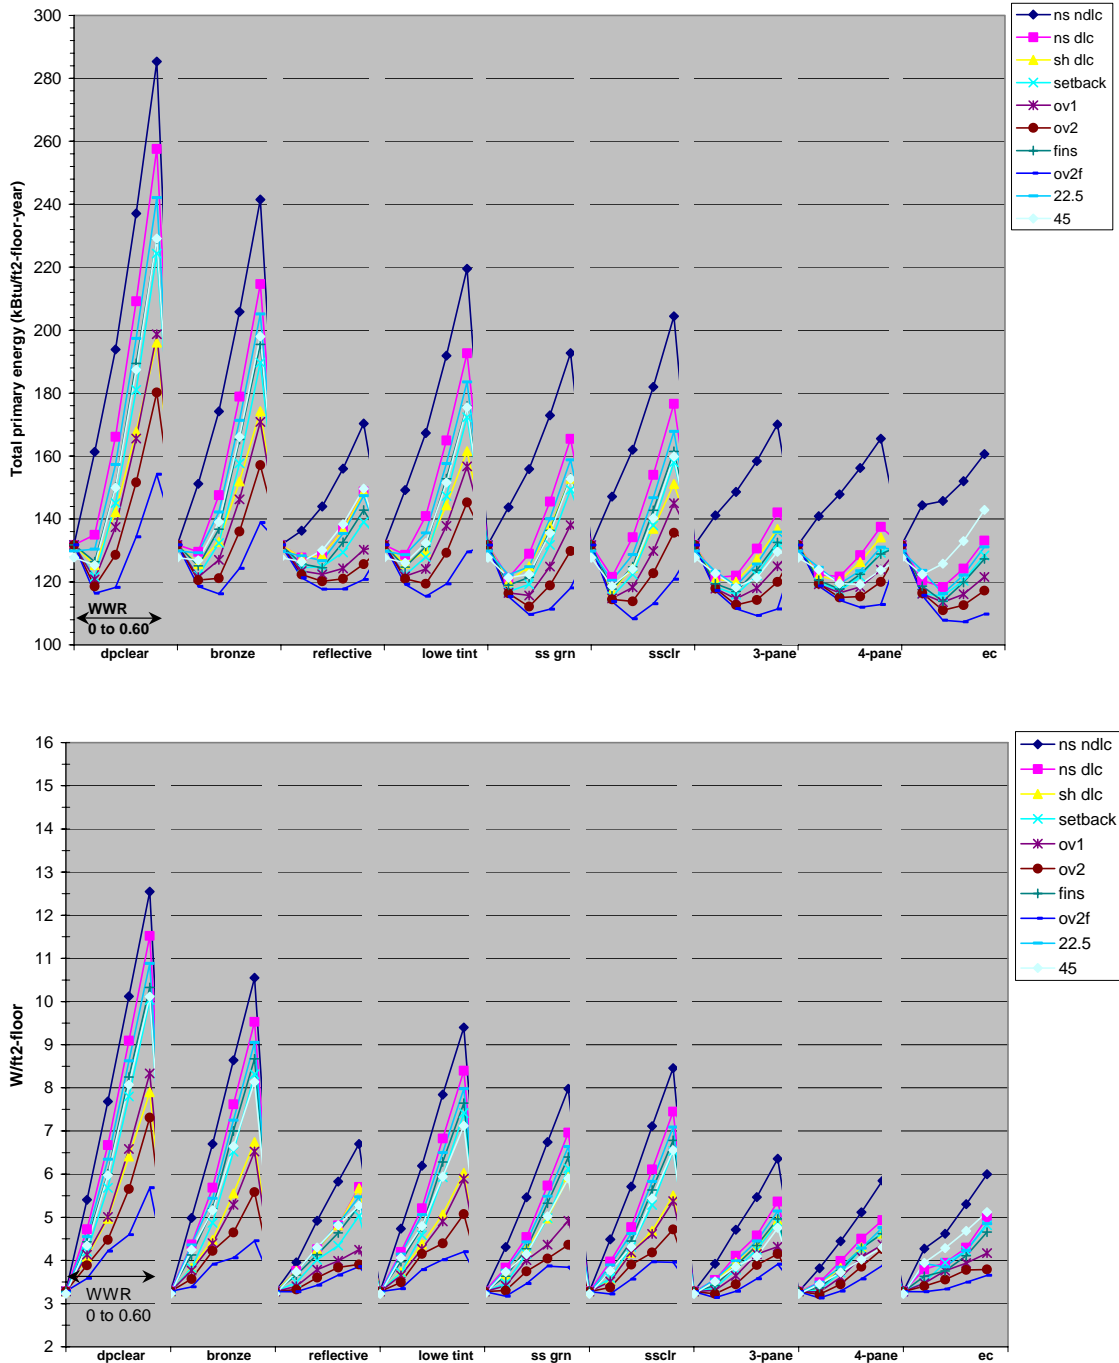 Total primary energy (kBtu/ft2-floor-year)
300
280
260
240
220
200
180
160
140
120
100
WWR
0 to 0.60
dpclear
bronze
reflective
lowe tint
ss grn
ssclr
3-pane
4-pane
ec
ns ndlc
ns dlc
sh dlc
setback
ov1
ov2
fins
ov2f
22.5
45
W/ft2-floor
16
15
14
13
12
11
10
9
8
7
6
5
4
3
2
WWR
0 to 0.60
dpclear
bronze
reflective
lowe tint
ss grn
ssclr
3-pane
4-pane
ec
ns ndlc
ns dlc
sh dlc
setback
ov1
ov2
fins
ov2f
22.5
45